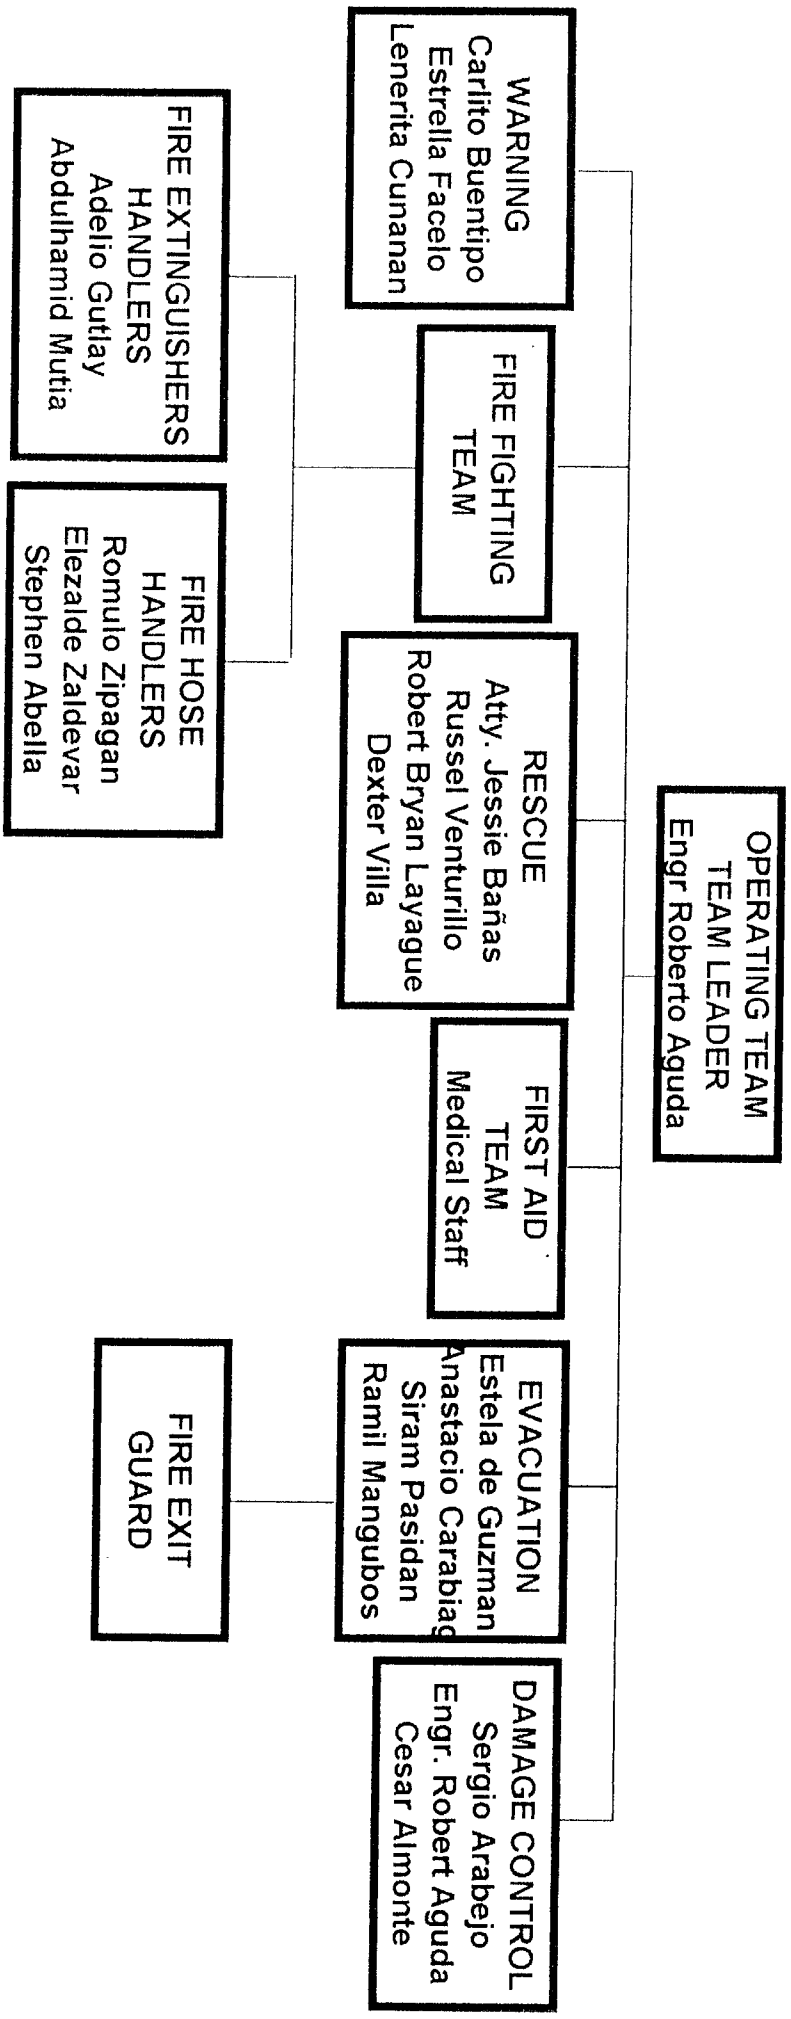 OPERATING TEAM
TEAM LEADER
Engr Roberto Aguda
WARNING
Carlito Buentipo
Estrella Facelo
Lenerita Cunanan
FIRE FIGHTING
TEAM
RESCUE
Atty. Jessie Bañas
Russel Venturillo
Robert Bryan Layague
Dexter Villa
FIRST AID
TEAM
Medical Staff
EVACUATION
Estela de Guzman
Anastacio Carabiag
Siram Pasidan
Ramil Mangubos
DAMAGE CONTROL
Sergio Arabejo
Engr. Robert Aguda
Cesar Almonte
FIRE EXTINGUISHERS
HANDLERS
Adelio Gutlay
Abdulhamid Mutia
FIRE HOSE
HANDLERS
Romulo Zipagan
Elezalde Zaldevar
Stephen Abella
FIRE EXIT
GUARD